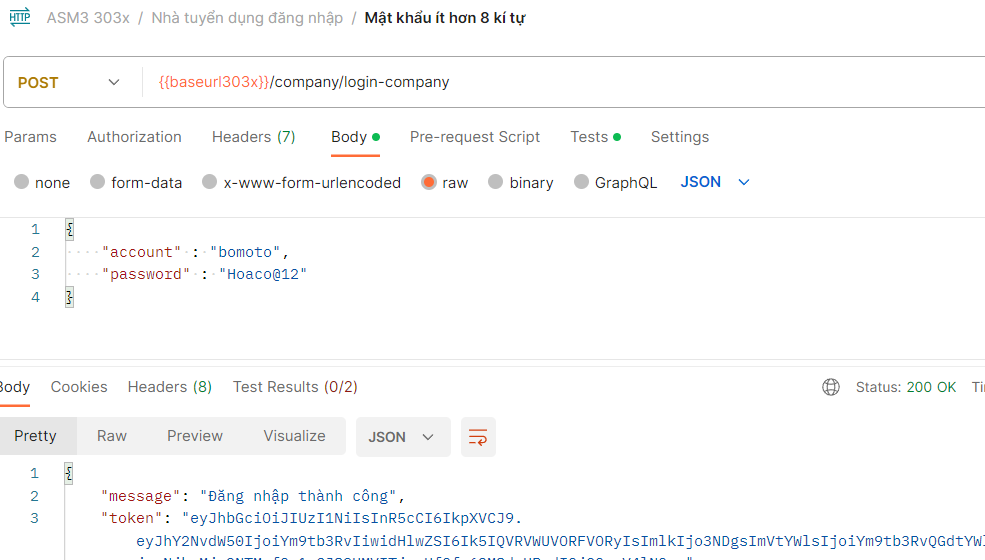 HTTP ASM3 303x / Nhà tuyển dụng đăng nhập / Mật khẩu ít hơn 8 kí tự
POST {{baseurl303x}}/company/login-company
Params Authorization Headers (7) Body Pre-request Script Tests Settings
none form-data x-www-form-urlencoded raw binary GraphQL JSON
1 {
2 "account" : "bomoto",
3 "password" : "Hoaco@12"
4 }
Body Cookies Headers (8) Test Results (0/2) Status: 200 OK
Pretty Raw Preview Visualize JSON
1 {
2 "message": "Đăng nhập thành công",
3 "token": "eyJhbGciOiJIUzI1NiIsInR5cCI6IkpXVCJ9.
eyJhY2NvdW50IjoiYm9tb3RvIiwidHlwZSI6Ik5IQVRVWUVORFVORyIsImlkIjo3NDgsImVtYWlsIjoiYm9tb3RvQGdtYWl